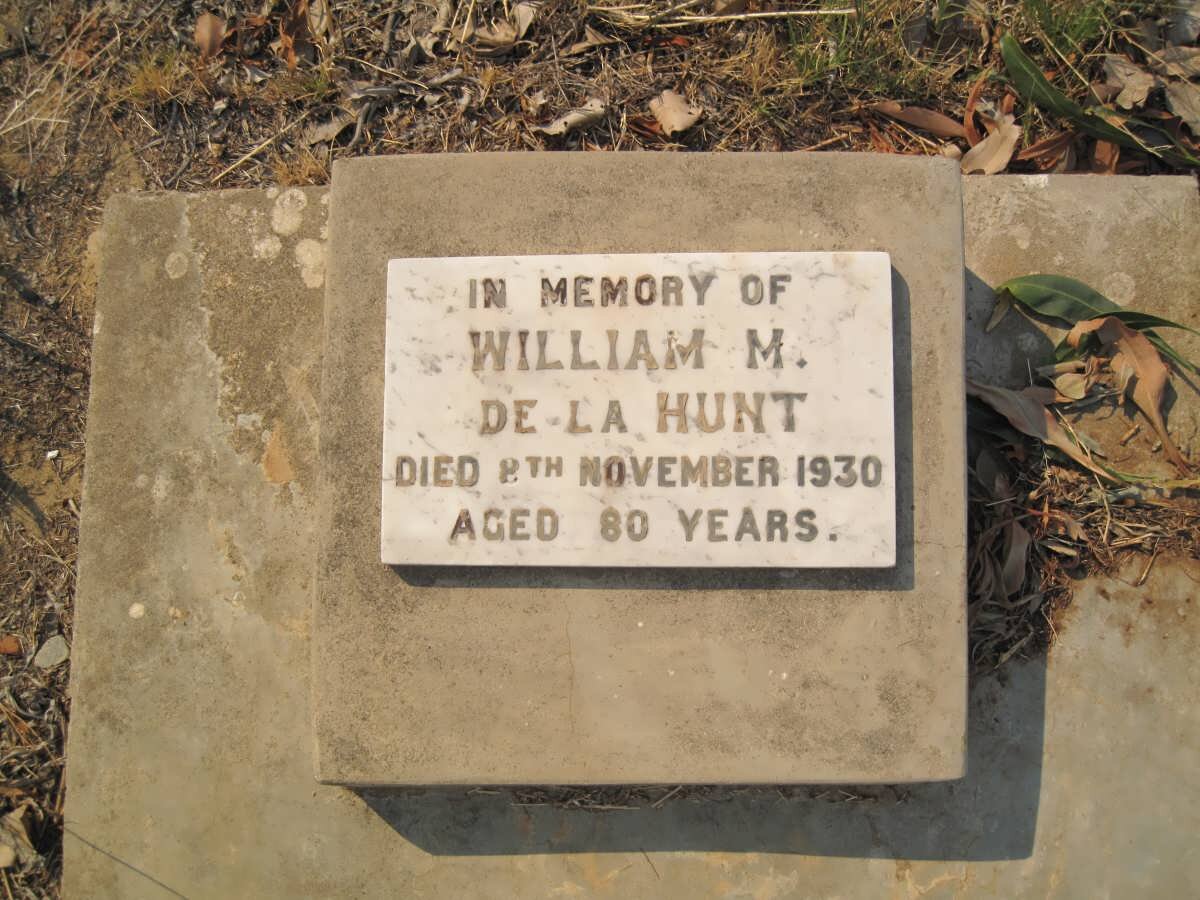 IN MEMORY OF
WILLIAM M.
DE LA HUNT
DIED 8TH NOVEMBER 1930
AGED 80 YEARS.